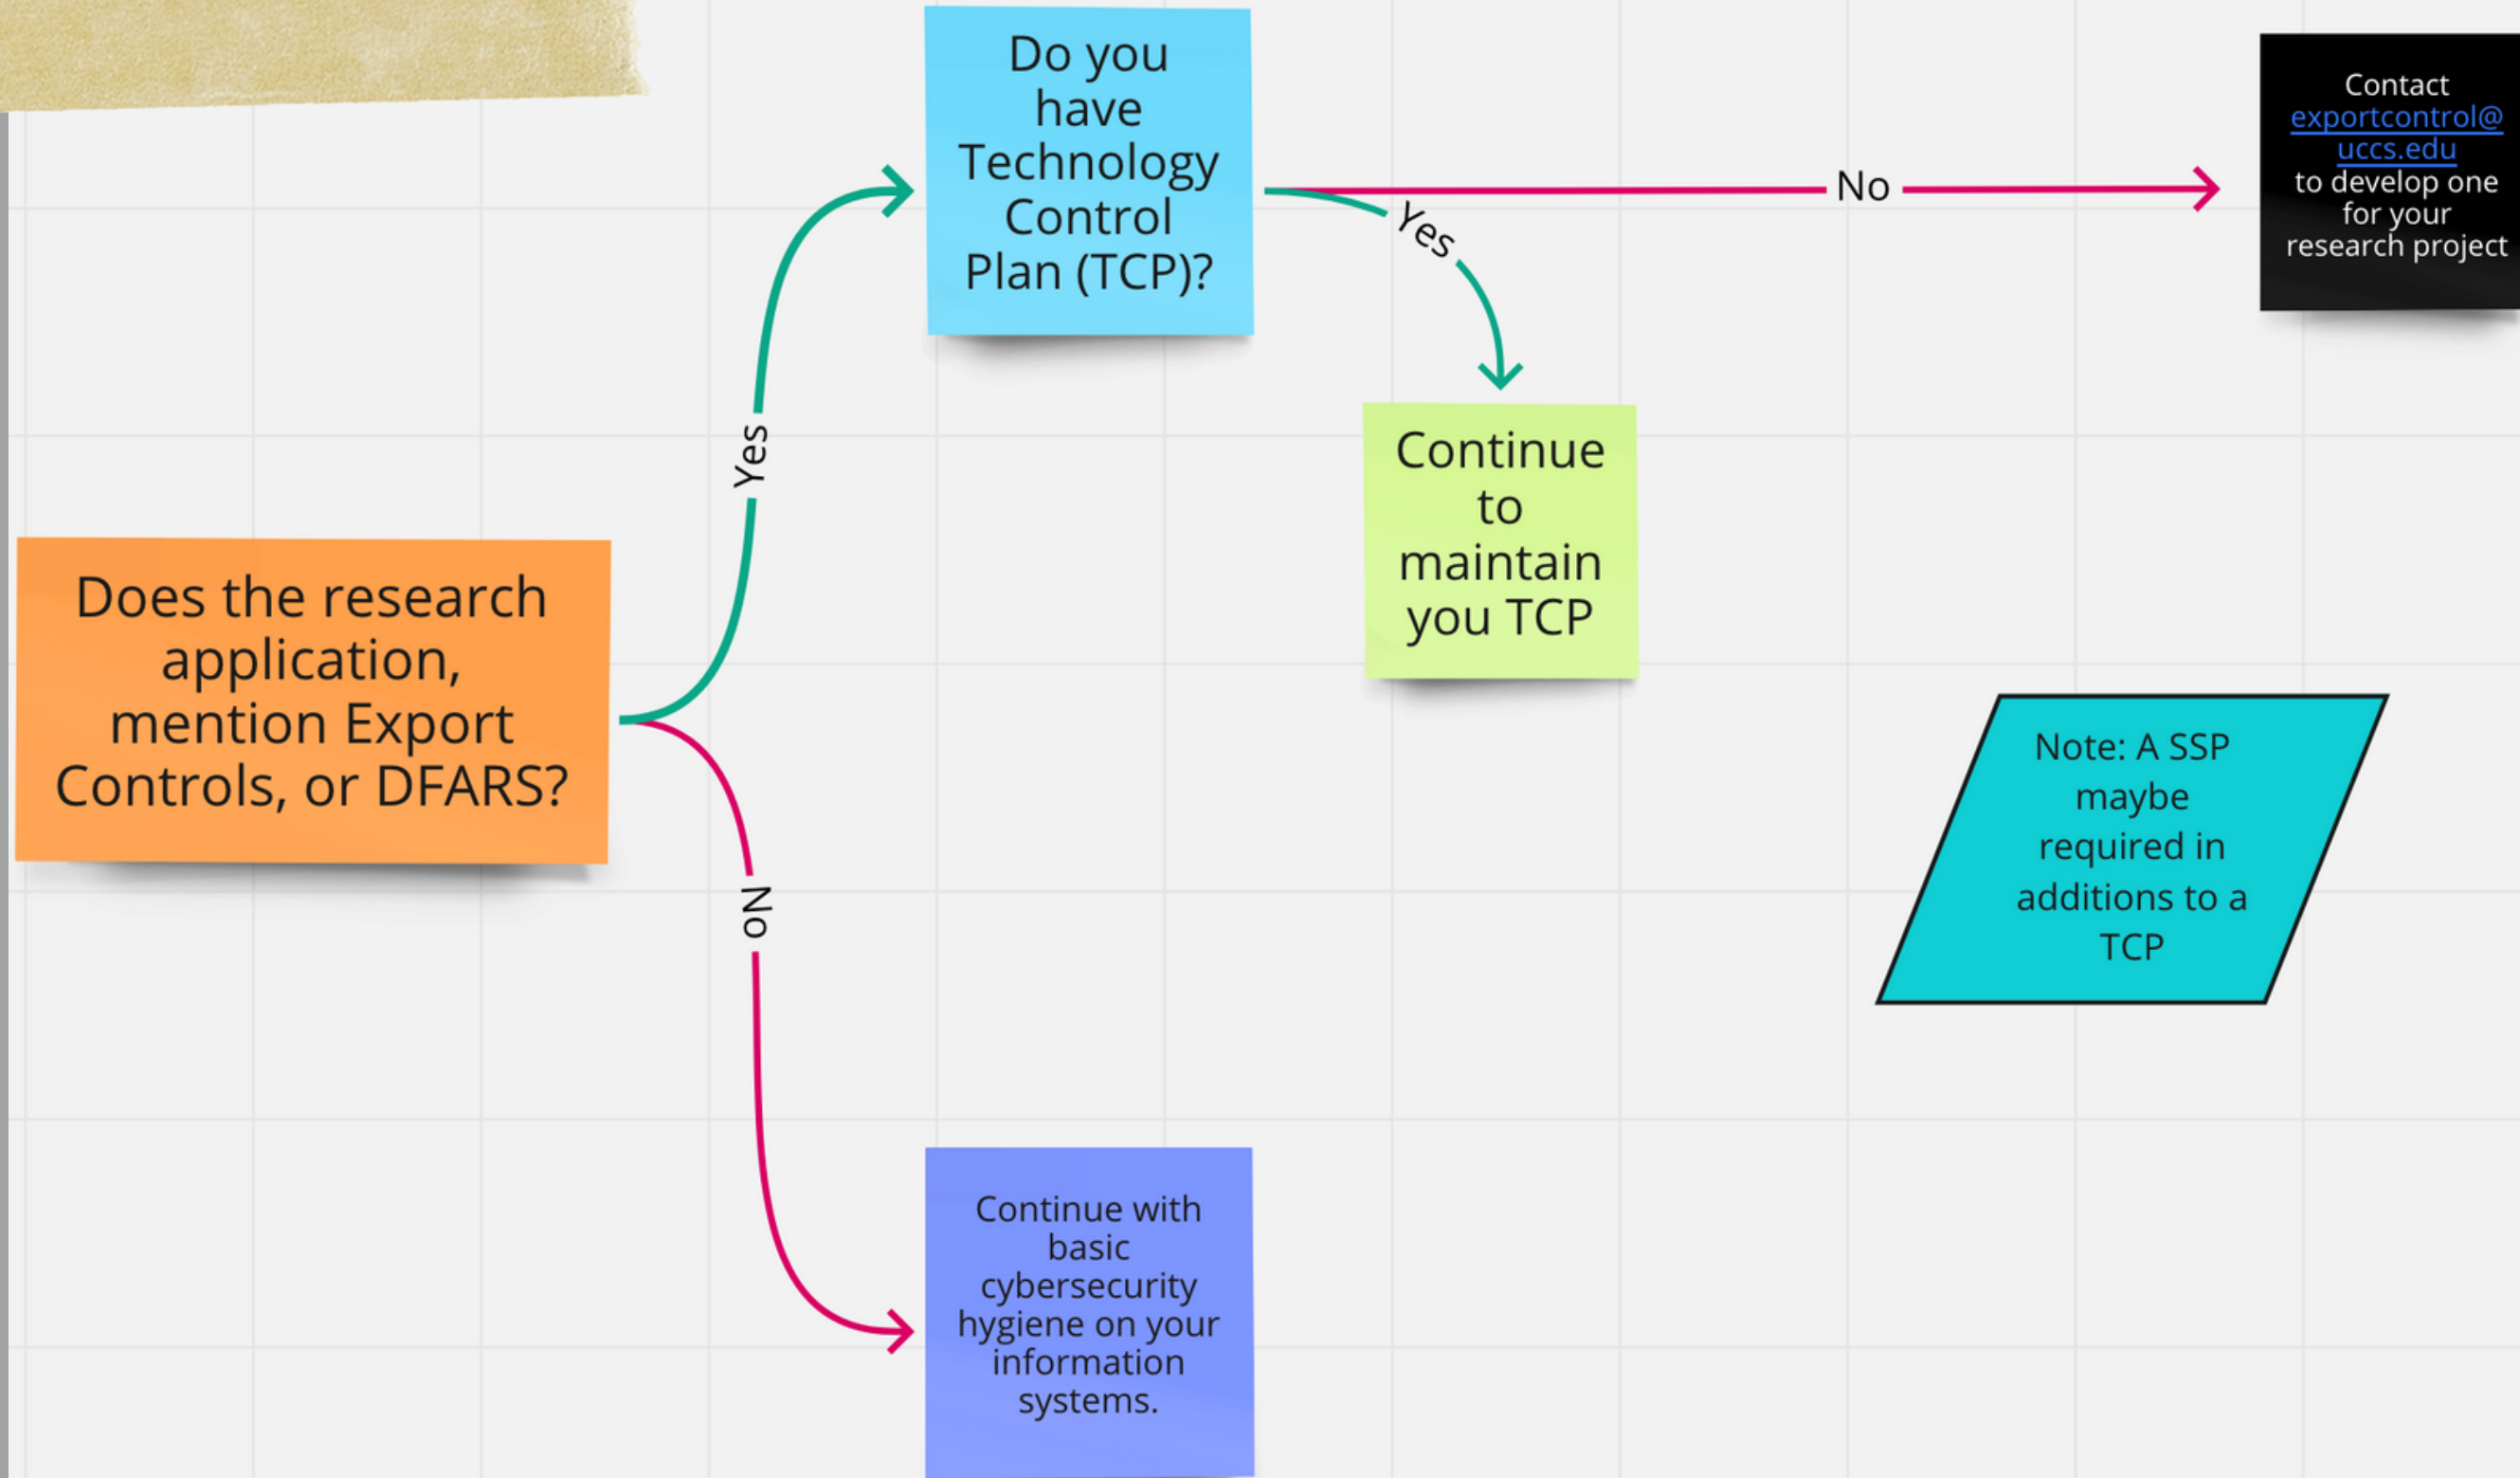 Do you
have
Technology
Control
Plan (TCP)?
No
Contact
exportcontrol@
uccs.edu
to develop one
for your
research project
Yes
Continue
to
maintain
you TCP
Yes
Does the research
application,
mention Export
Controls, or DFARS?
No
Note: A SSP
maybe
required in
additions to a
TCP
Continue with
basic
cybersecurity
hygiene on your
information
systems.